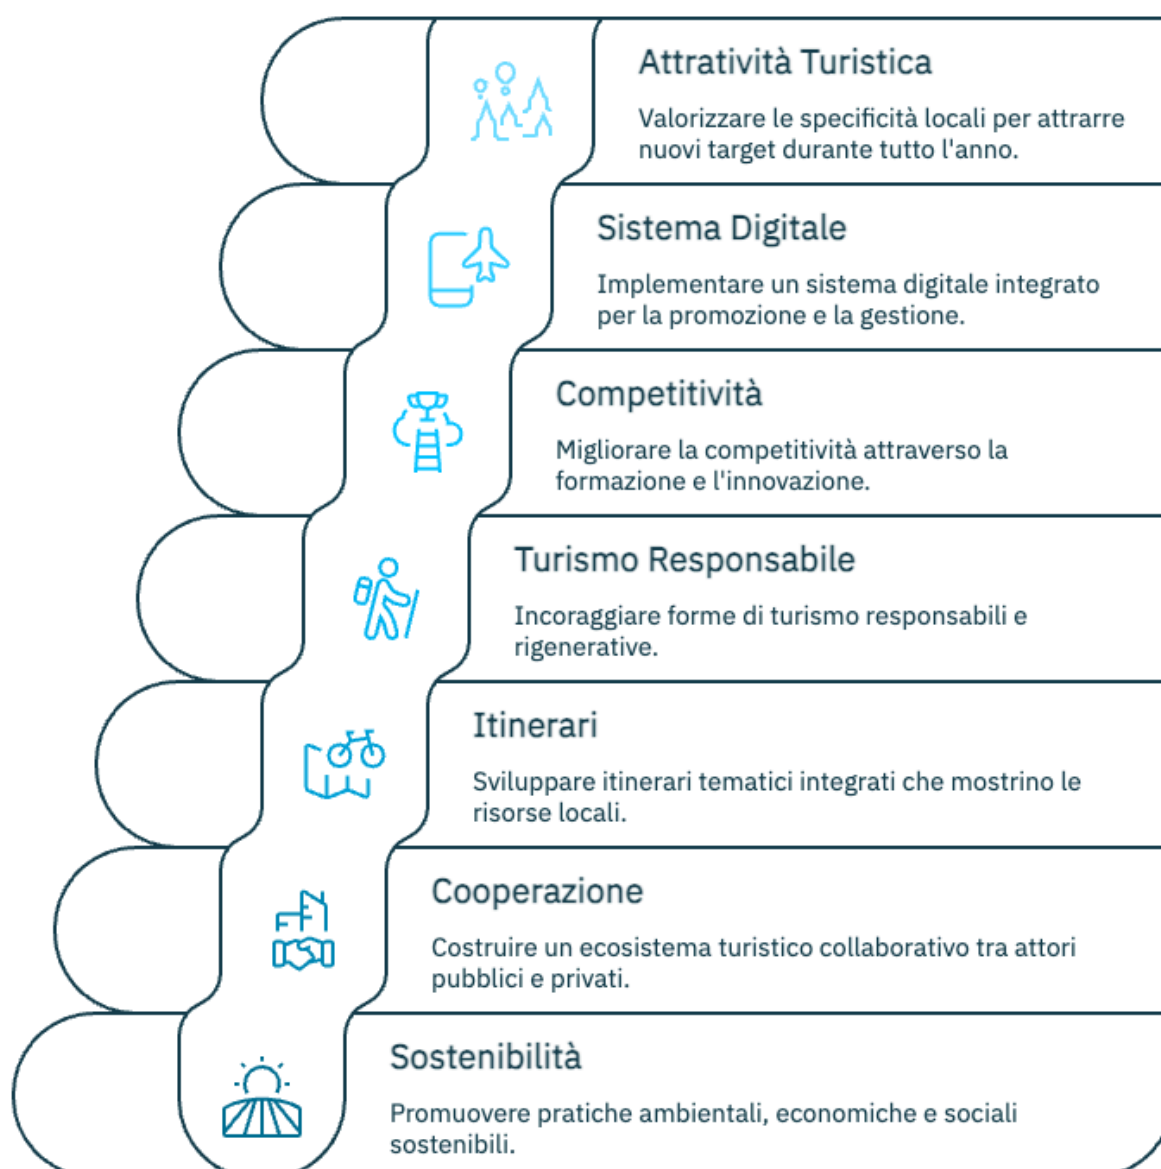 Attratività Turistica
Valorizzare le specificità locali per attrarre
nuovi target durante tutto l'anno.
Sistema Digitale
Implementare un sistema digitale integrato
per la promozione e la gestione.
Competitività
Migliorare la competitività attraverso la
formazione e l'innovazione.
Turismo Responsabile
Incoraggiare forme di turismo responsabili e
rigenerative.
Itinerari
Sviluppare itinerari tematici integrati che mostrino le
risorse locali.
Cooperazione
Costruire un ecosistema turistico collaborativo tra attori
pubblici e privati.
Sostenibilità
Promuovere pratiche ambientali, economiche e sociali
sostenibili.